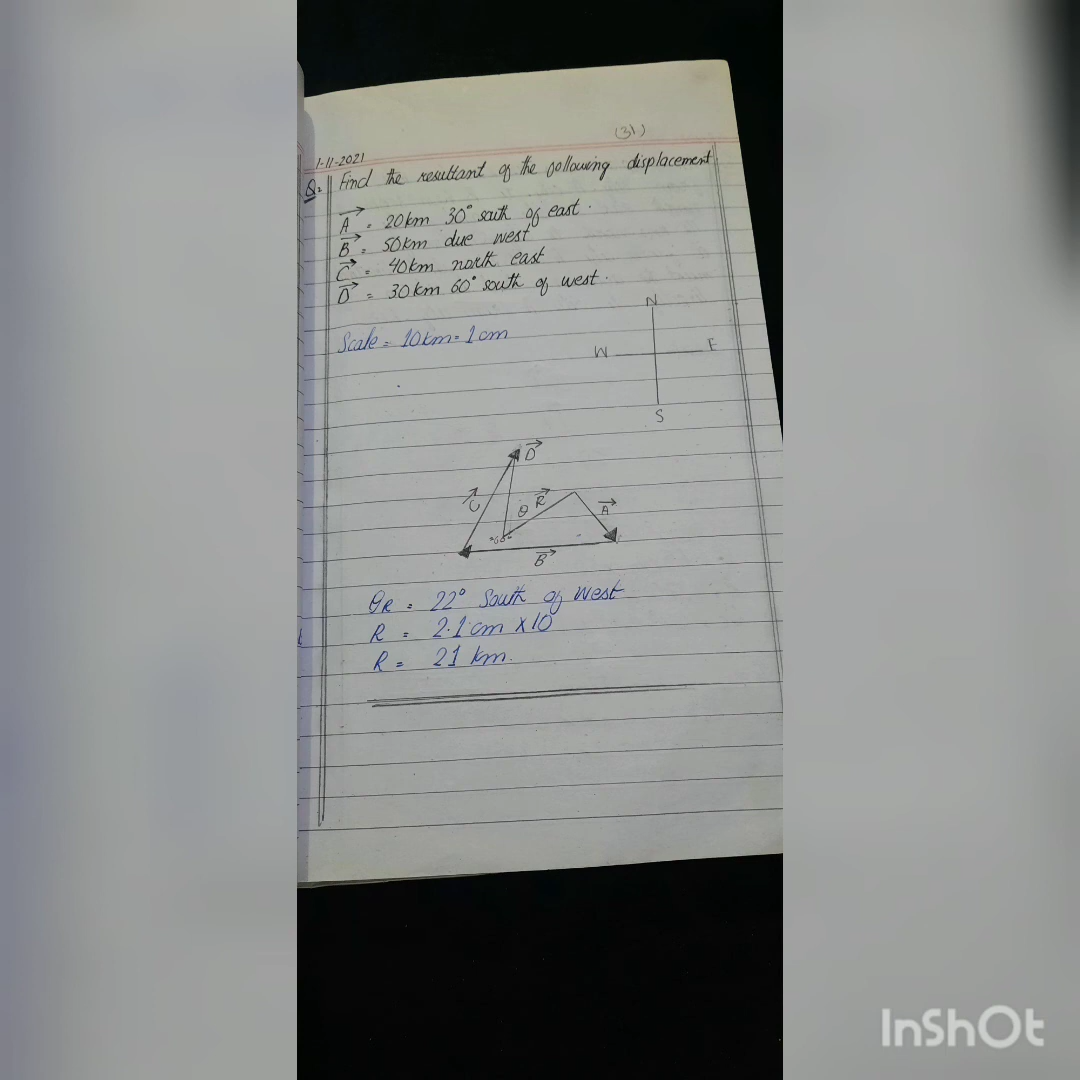 (31)
1-11-2021
Q: Find the resultant of the following displacement
A = 20km 30° south of east.
B = 50km due west
C = 40km north east
D = 30km 60° south of west.
Scale = 10km = 1cm
N
W E
S
D
C θ R A
60°
B
θR = 22° South of West
R = 2.1 cm X10
R = 21 km.
InShOt